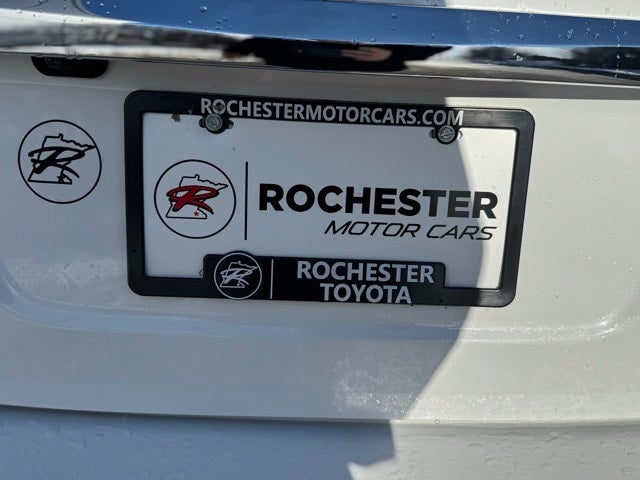 ROCHESTERMOTORCARS.COM
R
R
ROCHESTER
MOTOR CARS
R
ROCHESTER
TOYOTA